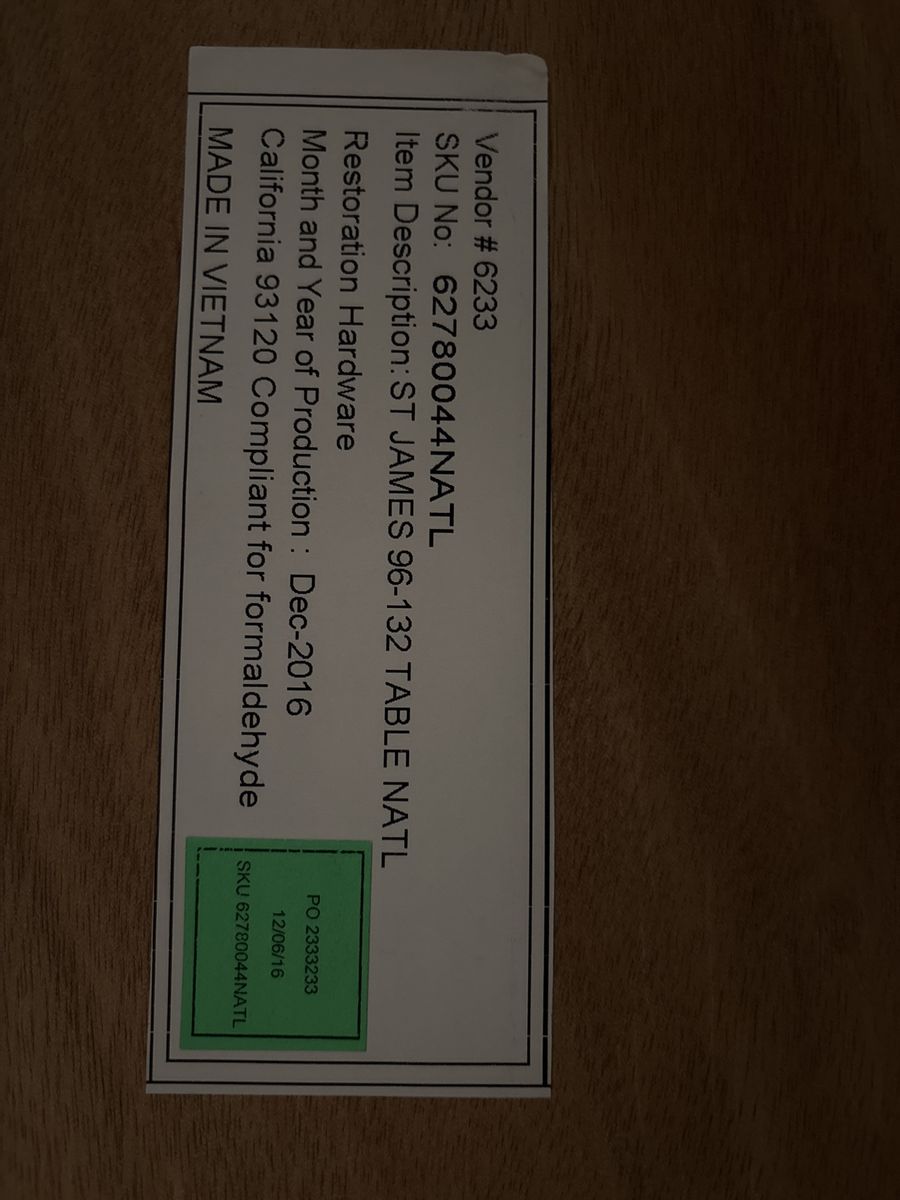 Vendor # 6233
SKU No: 62780044NATL
Item Description: ST JAMES 96-132 TABLE NATL
Restoration Hardware
Month and Year of Production : Dec-2016
California 93120 Compliant for formaldehyde
MADE IN VIETNAM
PO 2333233
12/06/16
SKU 62780044NATL